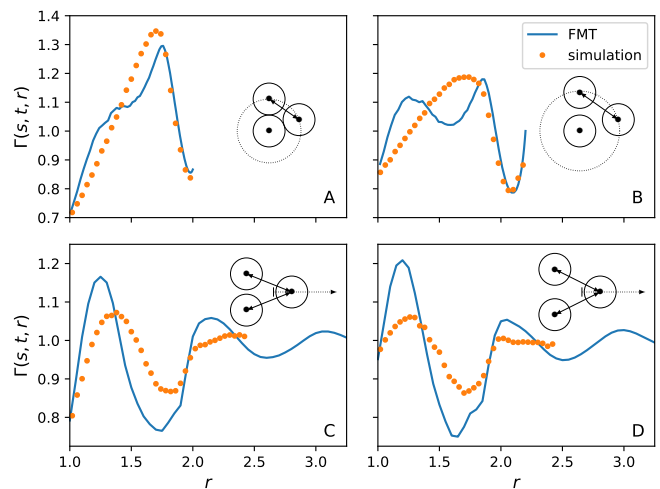 1.4
1.3
1.2
1.1
1.0
0.9
0.8
0.7
Γ(s, t, r)
A
FMT
simulation
B
1.2
1.1
1.0
0.9
0.8
Γ(s, t, r)
C
D
1.0 1.5 2.0 2.5 3.0
1.0 1.5 2.0 2.5 3.0
r
r